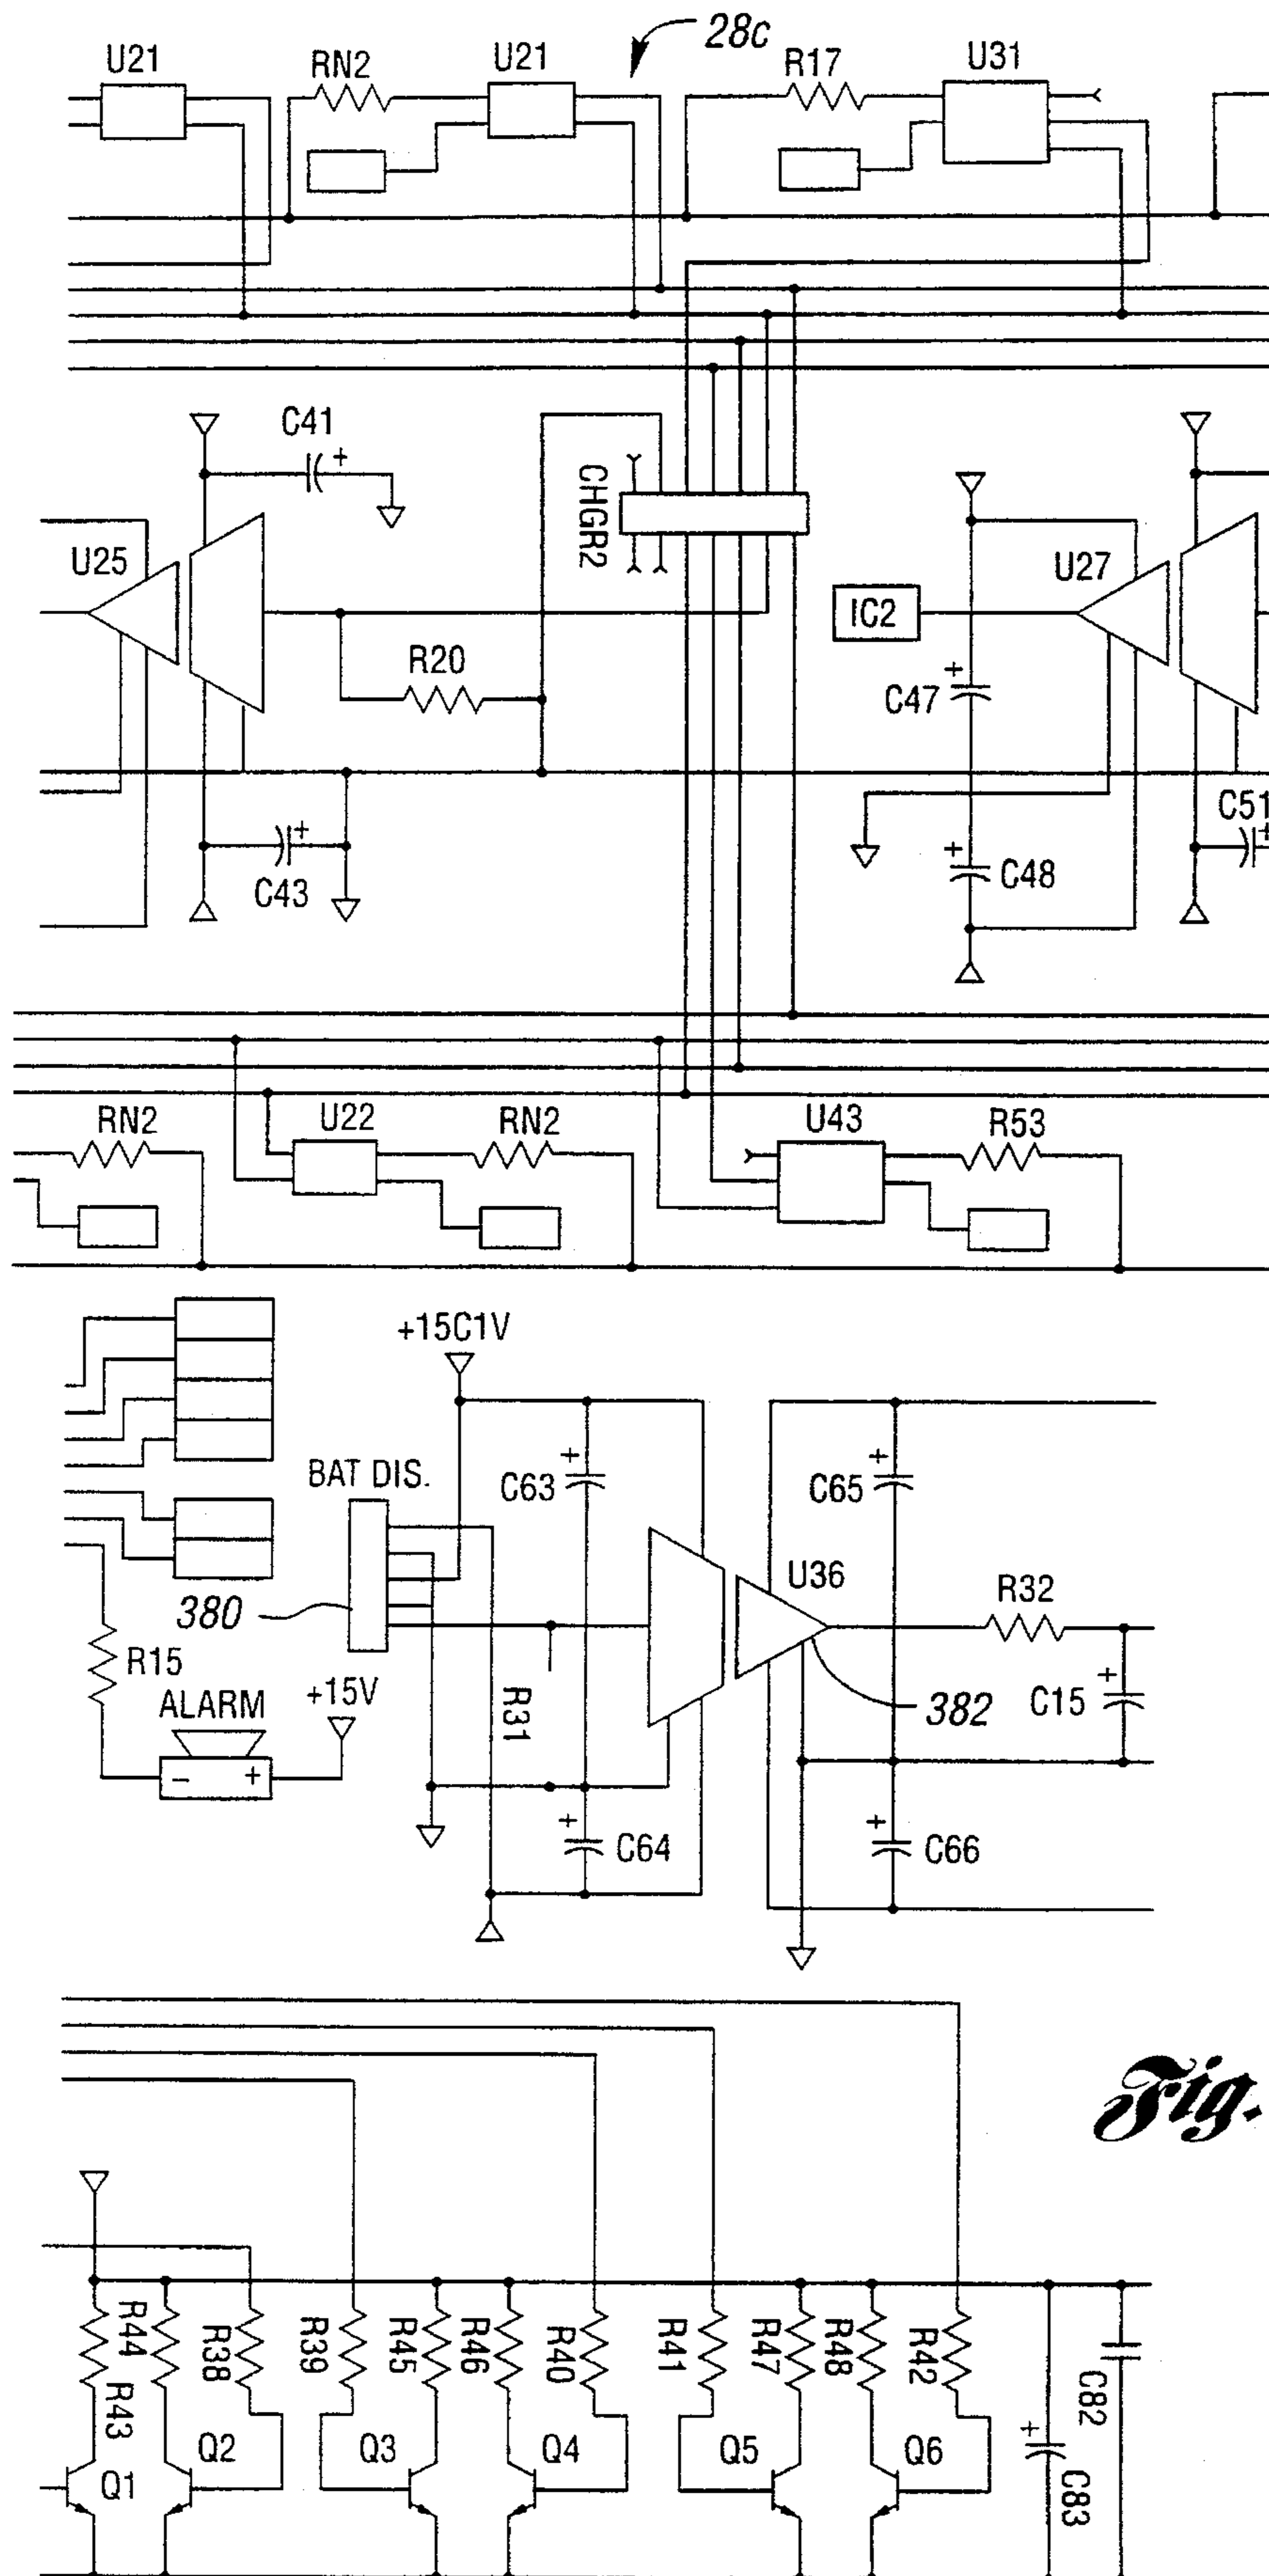 28c
U21
RN2
U21
R17
U31
C41
CHGR2
U25
U27
IC2
R20
C47
C51
C43
C48
RN2
U22
RN2
U43
R53
+15C1V
BAT DIS.
C63
C65
U36
R32
380
R15
R31
ALARM
+15V
382
C15
− +
C64
C66
Fig.
R44
R38
R39
R45
R46
R40
R41
R47
R48
R42
R43
C82
Q1
Q2
Q3
Q4
Q5
Q6
C83